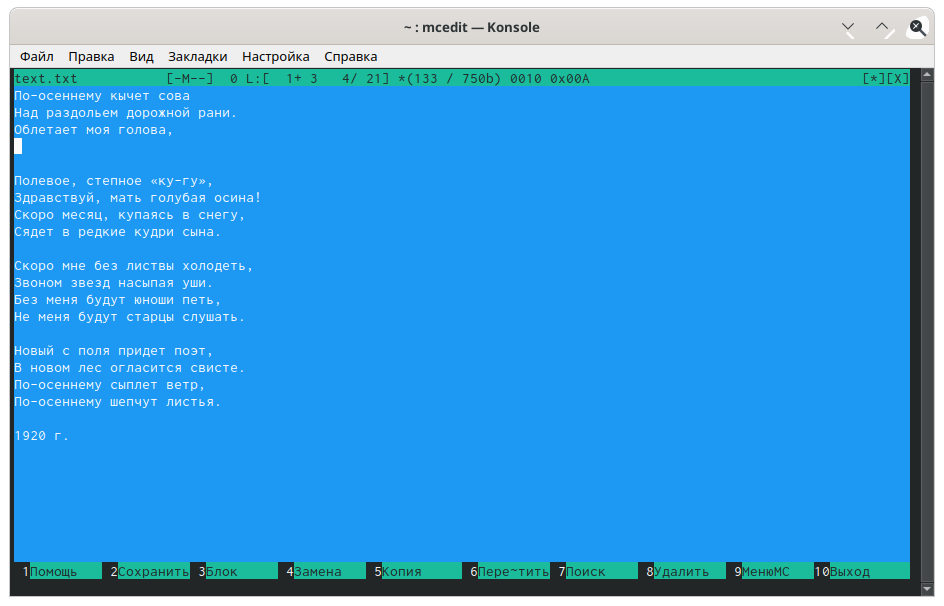 ~ : mcedit — Konsole
Файл Правка Вид Закладки Настройка Справка
text.txt [-M--] 0 L:[ 1+ 3 4/ 21] *(133 / 750b) 0010 0x00A [*][X]
По-осеннему кычет сова
Над раздольем дорожной рани.
Облетает моя голова,
Полевое, степное «ку-гу»,
Здравствуй, мать голубая осина!
Скоро месяц, купаясь в снегу,
Сядет в редкие кудри сына.
Скоро мне без листвы холодеть,
Звоном звезд насыпая уши.
Без меня будут юноши петь,
Не меня будут старцы слушать.
Новый с поля придет поэт,
В новом лес огласится свисте.
По-осеннему сыплет ветр,
По-осеннему шепчут листья.
1920 г.
1Помощь 2Сохранить 3Блок 4Замена 5Копия 6Пере~тить 7Поиск 8Удалить 9МенюMC 10Выход